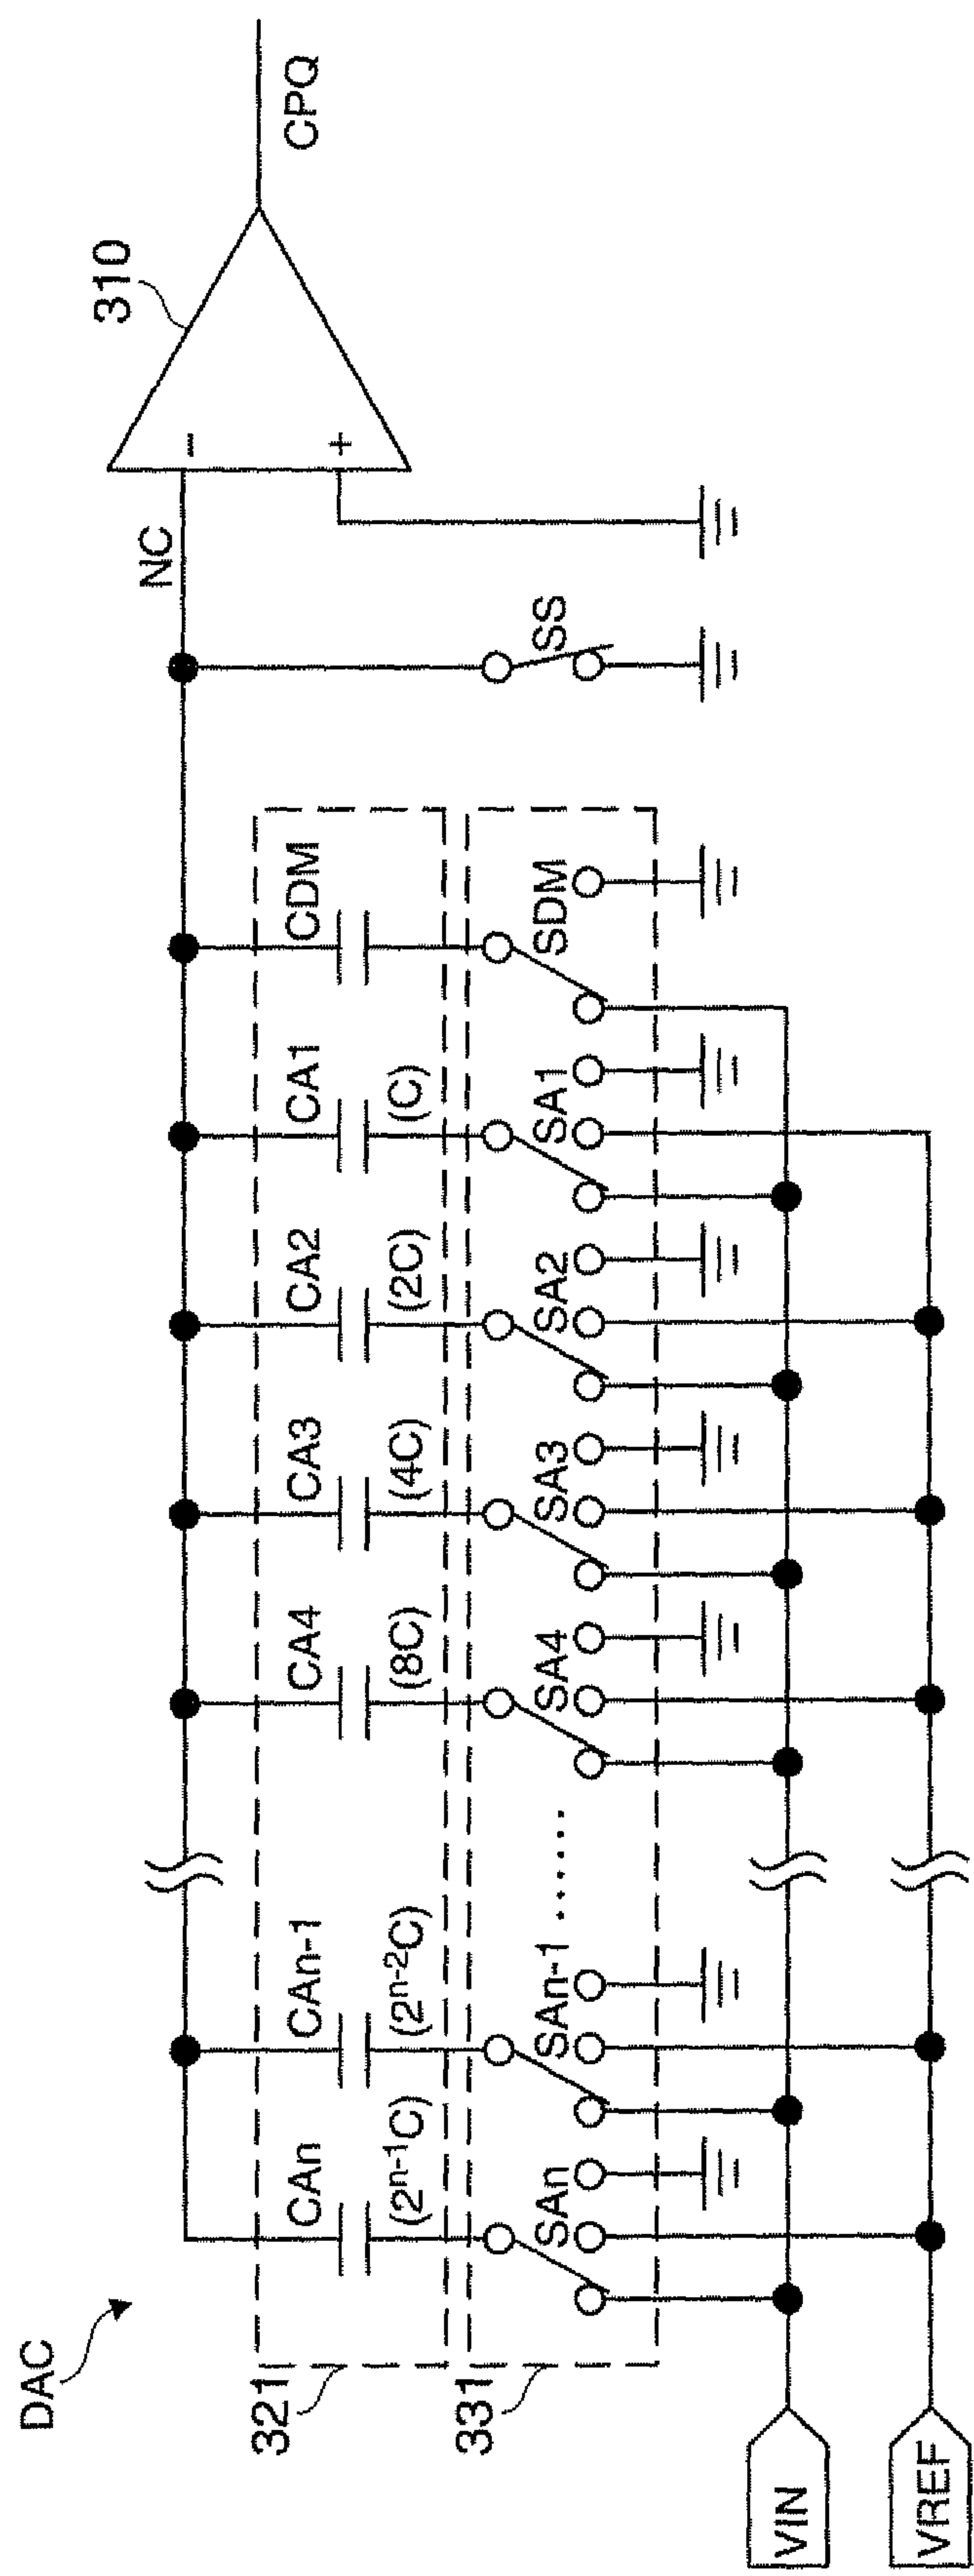 DAC
321
CAn
CAn-1
CA4
CA3
CA2
CA1
CDM
(2ⁿ⁻¹C)
(2ⁿ⁻²C)
(8C)
(4C)
(2C)
(C)
331
SAn
SAn-1
......
SA4
SA3
SA2
SA1
SDM
SS
NC
310
−
+
CPQ
VIN
VREF